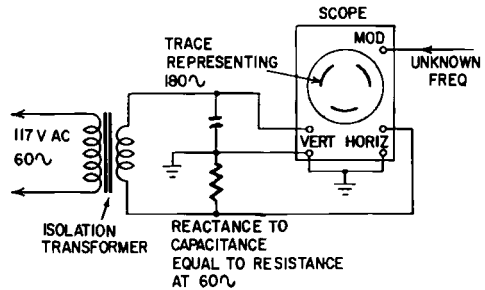 SCOPE
MOD
TRACE
REPRESENTING
180∿
UNKNOWN
FREQ
117 V AC
60∿
VERT HORIZ
ISOLATION
TRANSFORMER
REACTANCE TO
CAPACITANCE
EQUAL TO RESISTANCE
AT 60∿